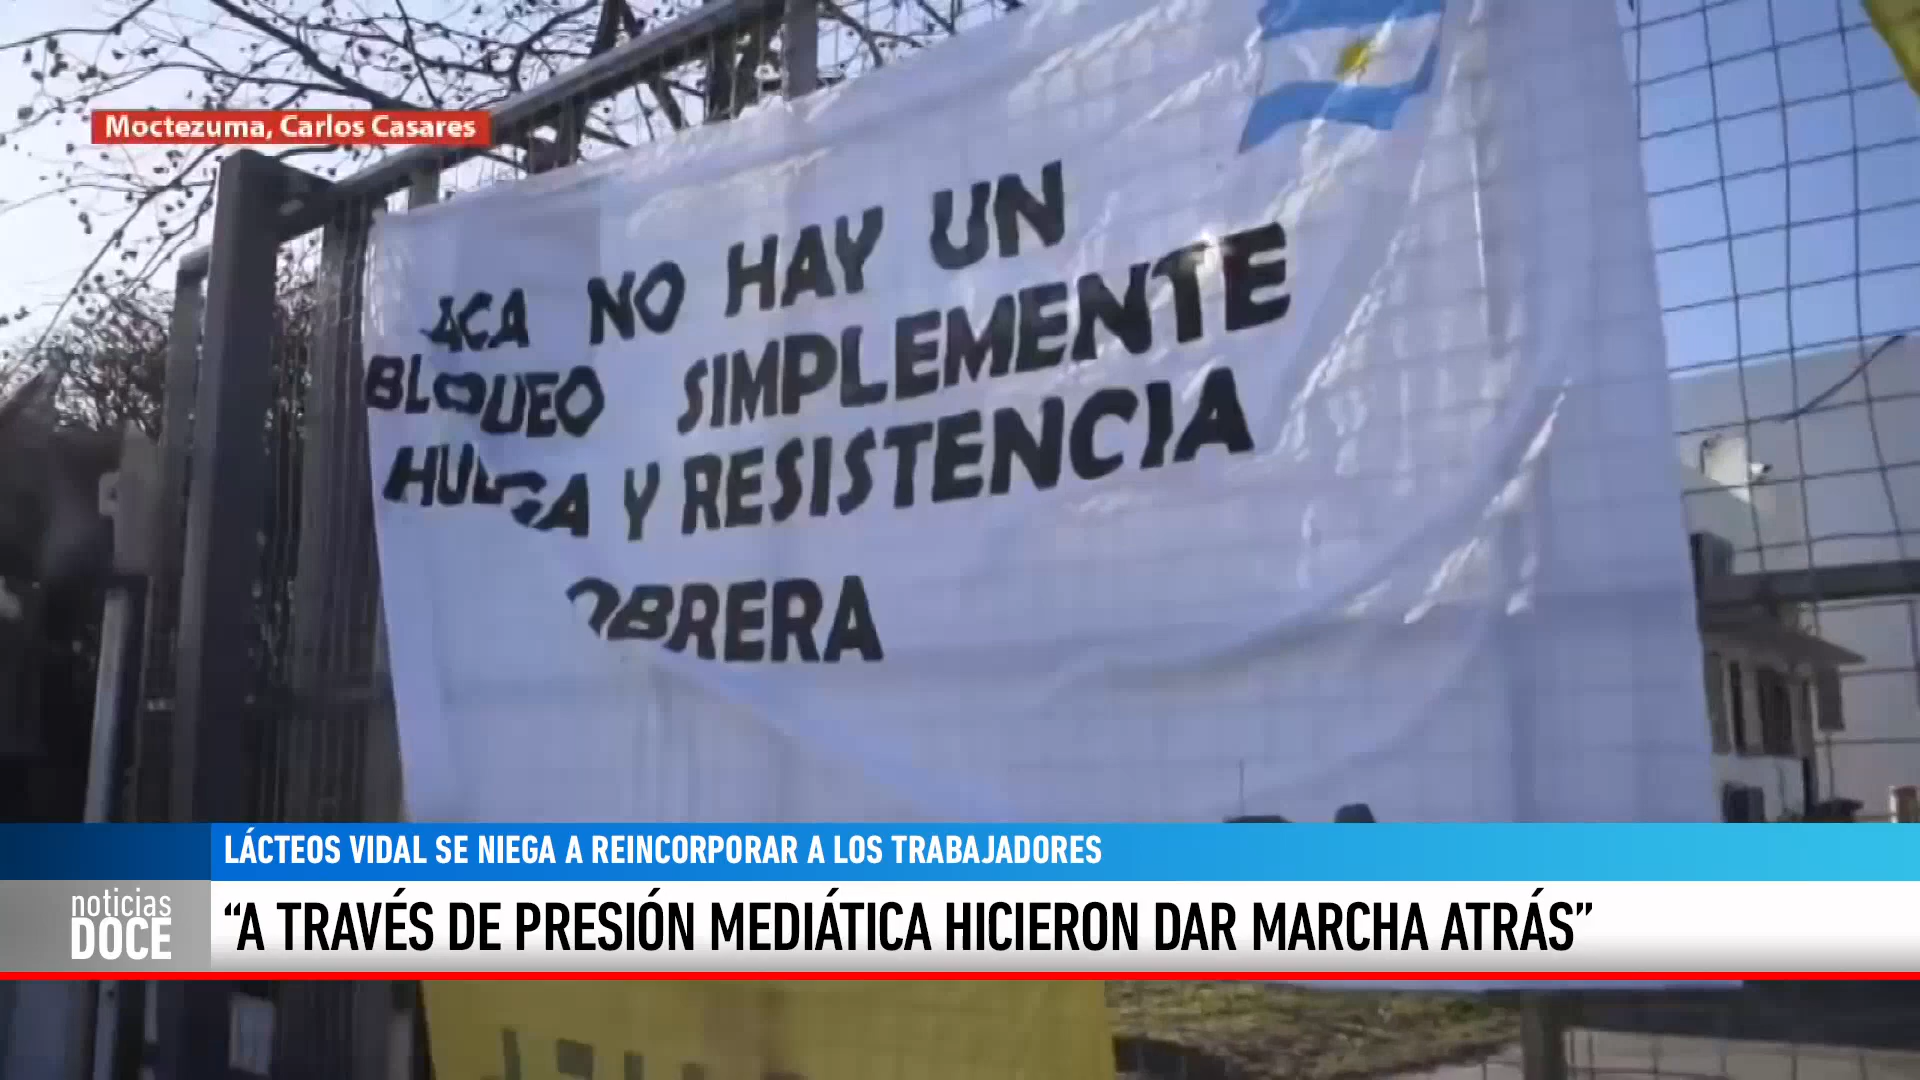 Moctezuma, Carlos Casares
ACA NO HAY UN
BLOQUEO SIMPLEMENTE
HUELGA Y RESISTENCIA
OBRERA
LÁCTEOS VIDAL SE NIEGA A REINCORPORAR A LOS TRABAJADORES
noticias
DOCE
“A TRAVÉS DE PRESIÓN MEDIÁTICA HICIERON DAR MARCHA ATRÁS”